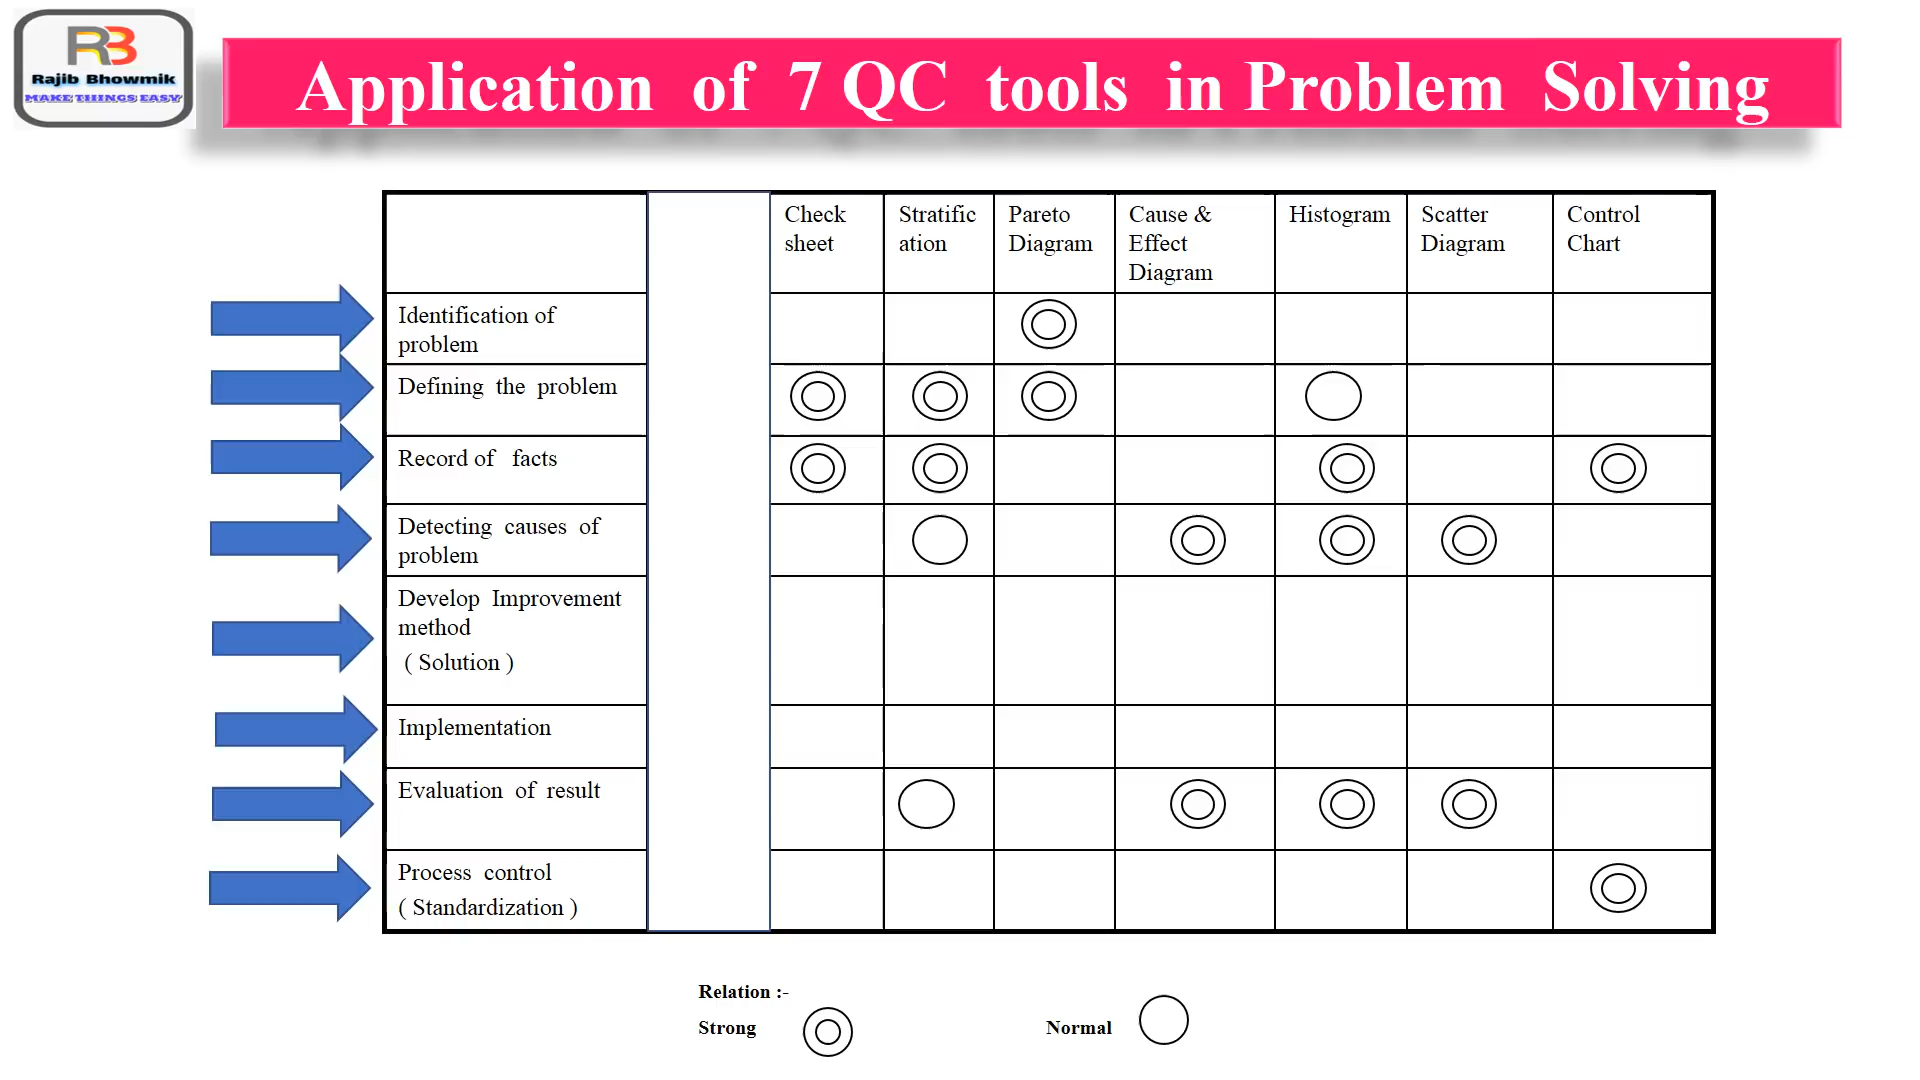 RB
Rajib Bhowmik
MAKE THINGS EASY
Application of 7 QC tools in Problem Solving
Check
sheet
Stratific
ation
Pareto
Diagram
Cause &
Effect
Diagram
Histogram
Scatter
Diagram
Control
Chart
Identification of
problem
Defining the problem
Record of facts
Detecting causes of
problem
Develop Improvement
method
( Solution )
Implementation
Evaluation of result
Process control
( Standardization )
Relation :-
Strong
Normal